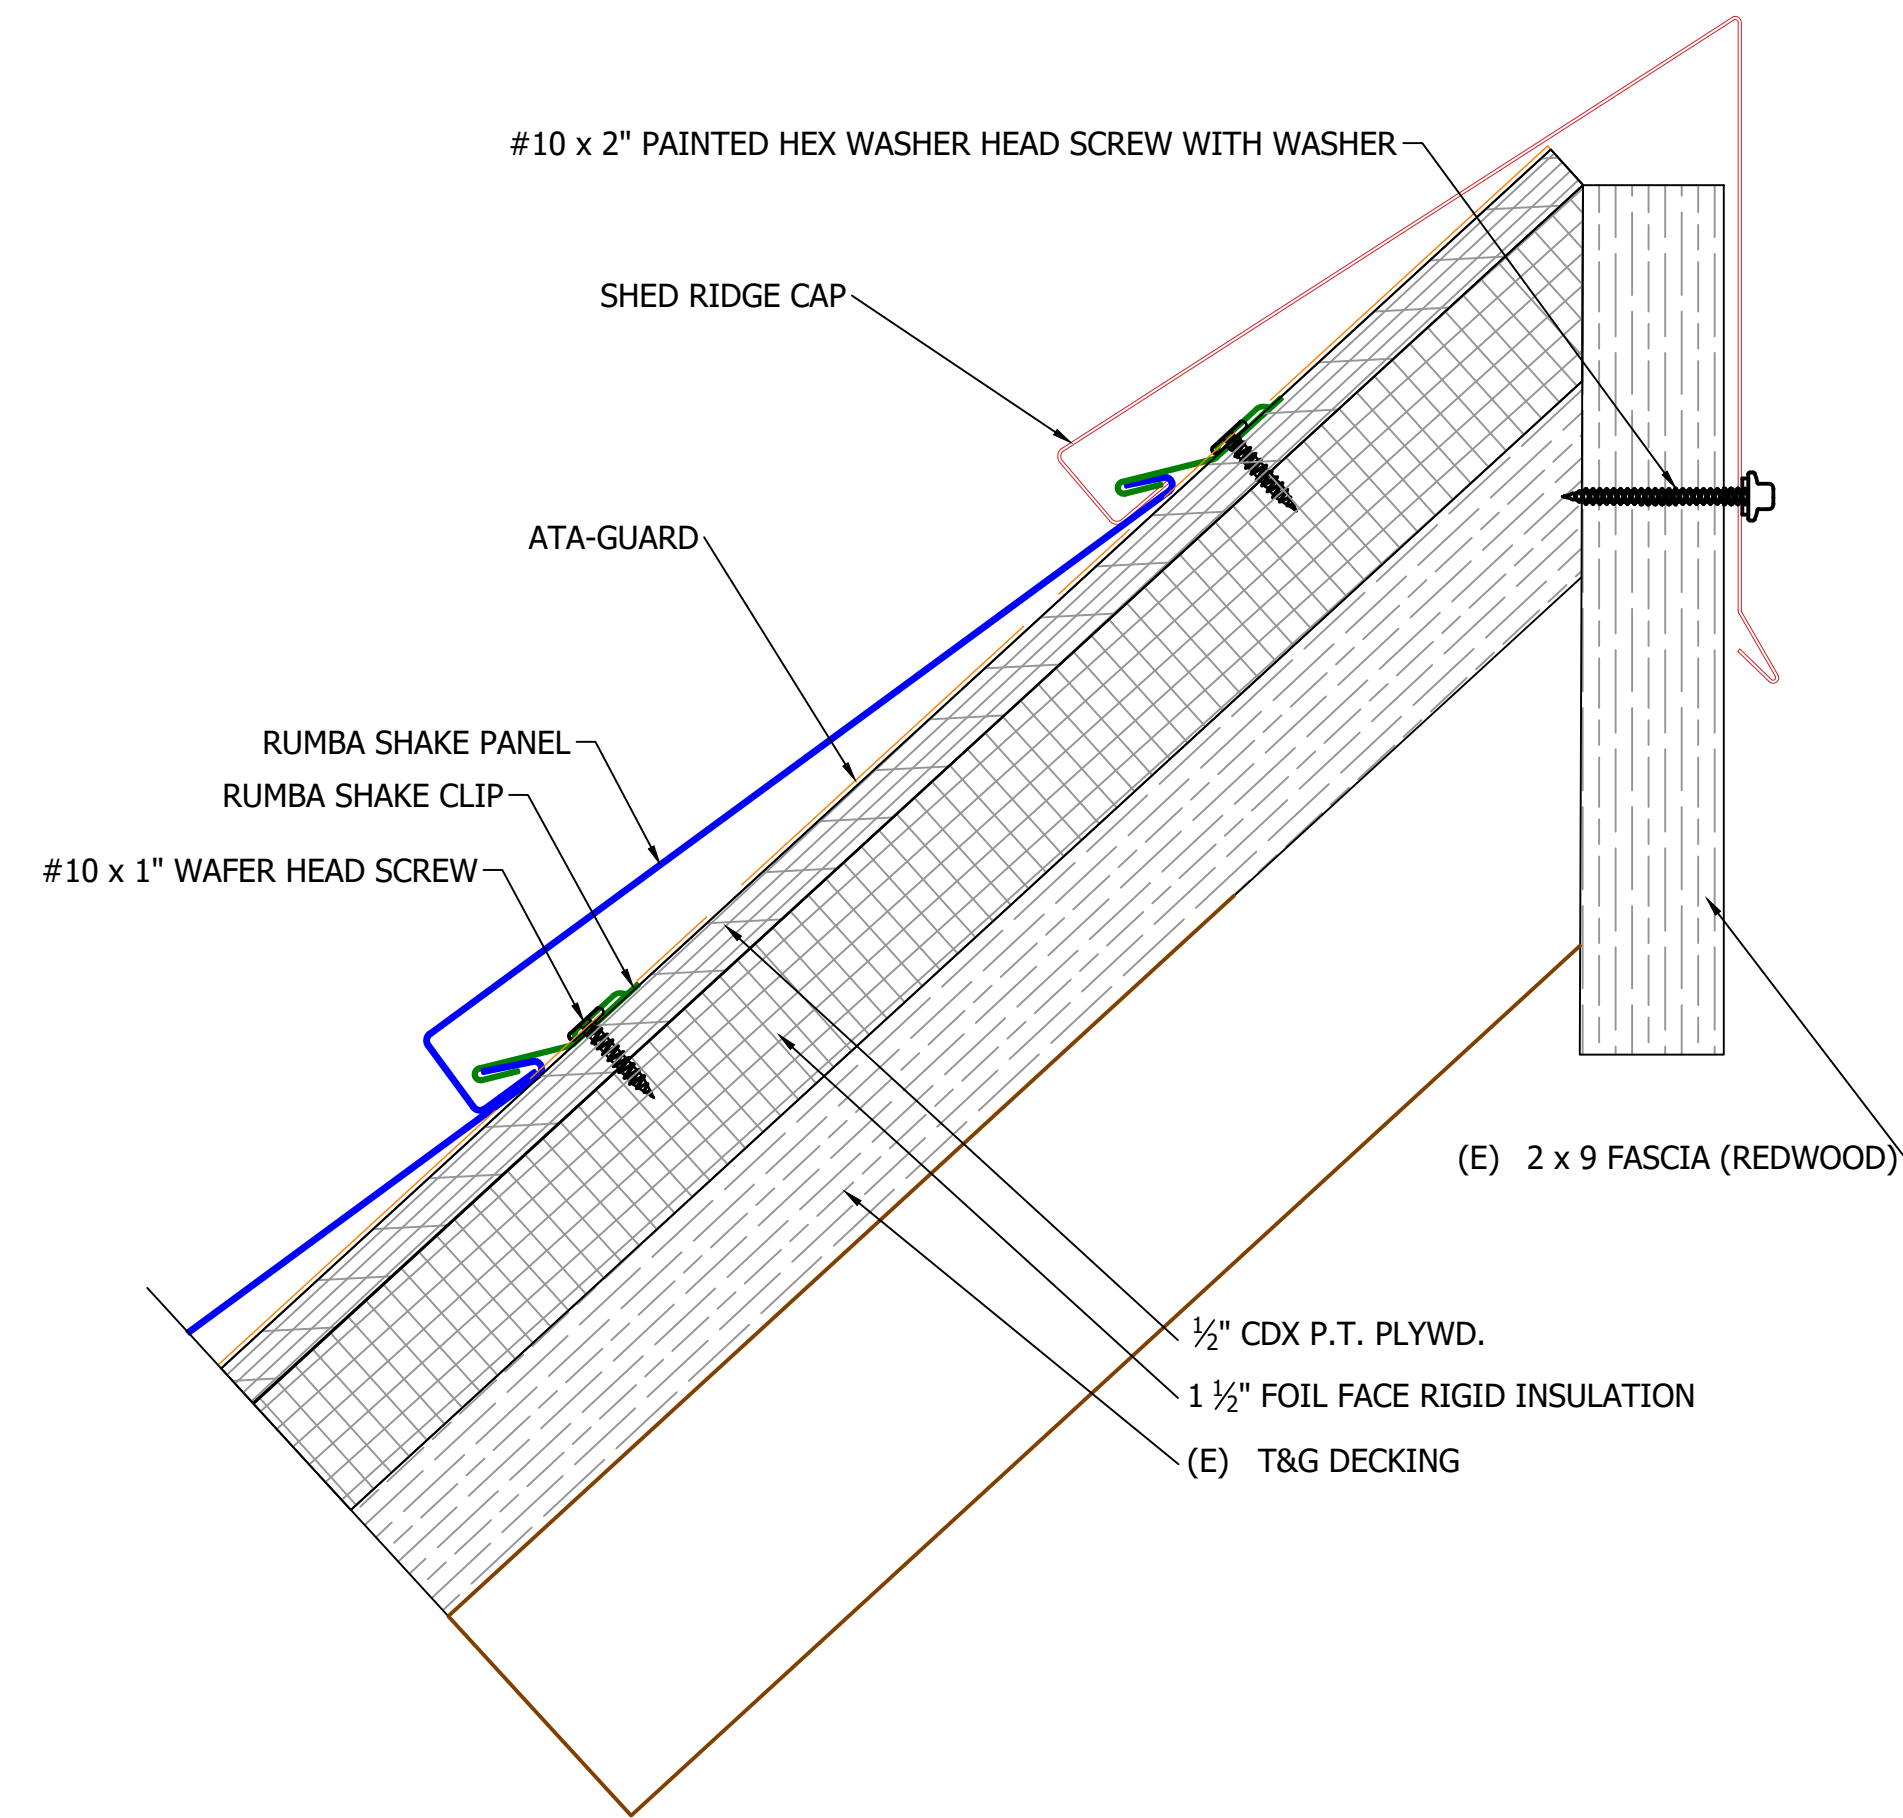 #10 x 2" PAINTED HEX WASHER HEAD SCREW WITH WASHER
SHED RIDGE CAP
ATA-GUARD
RUMBA SHAKE PANEL
RUMBA SHAKE CLIP
#10 x 1" WAFER HEAD SCREW
(E) 2 x 9 FASCIA (REDWOOD)
½" CDX P.T. PLYWD.
1 ½" FOIL FACE RIGID INSULATION
(E) T&G DECKING